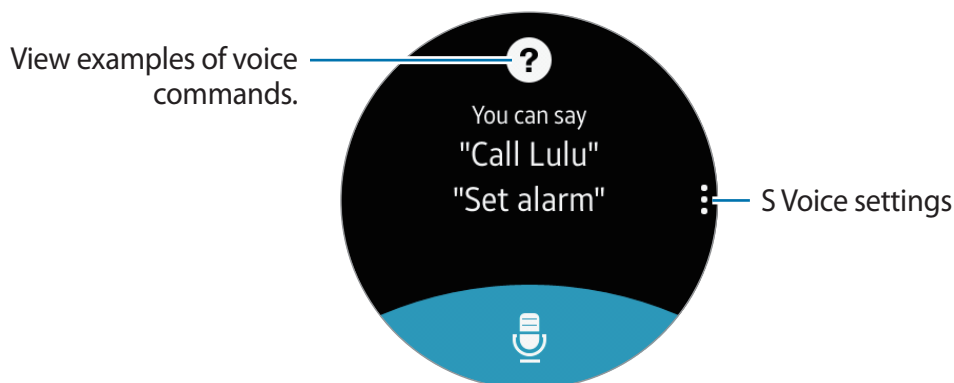 View examples of voice
commands.
?
You can say
"Call Lulu"
"Set alarm"
S Voice settings